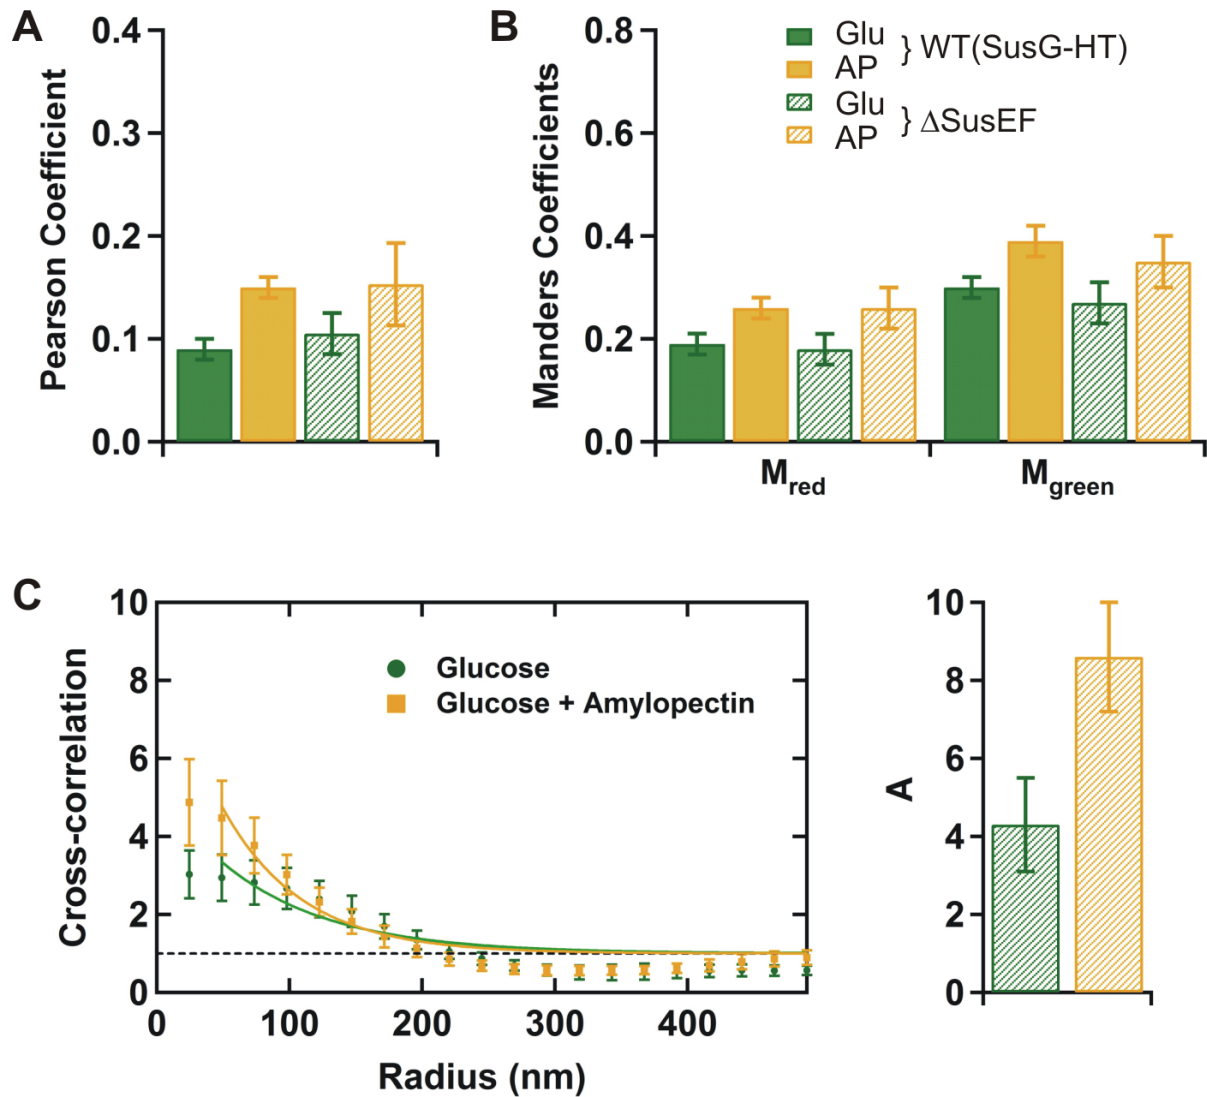 A
Pearson Coefficient
0.4
0.3
0.2
0.1
0.0
B
Manders Coefficients
0.8
0.6
0.4
0.2
0.0
Glu
AP
} WT(SusG-HT)
Glu
AP
} ΔSusEF
M_red
M_green
C
Cross-correlation
10
8
6
4
2
0
Glucose
Glucose + Amylopectin
0 100 200 300 400
Radius (nm)
A
10
8
6
4
2
0